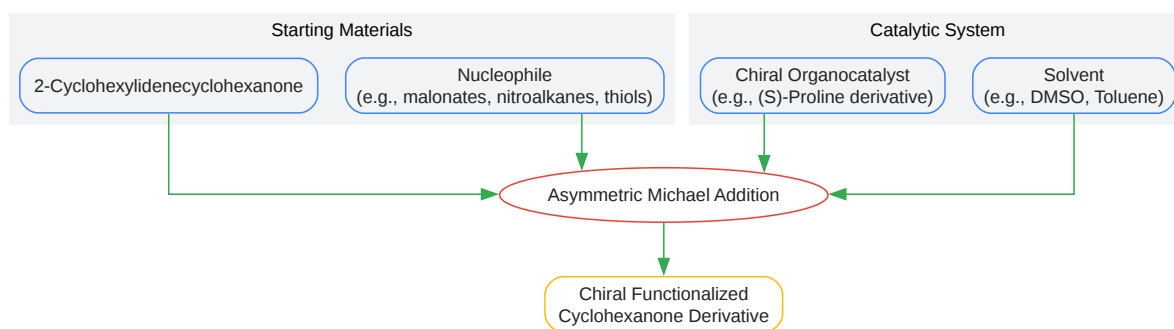 Starting Materials
Catalytic System
2-Cyclohexylidenecyclohexanone
Nucleophile
(e.g., malonates, nitroalkanes, thiols)
Chiral Organocatalyst
(e.g., (S)-Proline derivative)
Solvent
(e.g., DMSO, Toluene)
Asymmetric Michael Addition
Chiral Functionalized
Cyclohexanone Derivative